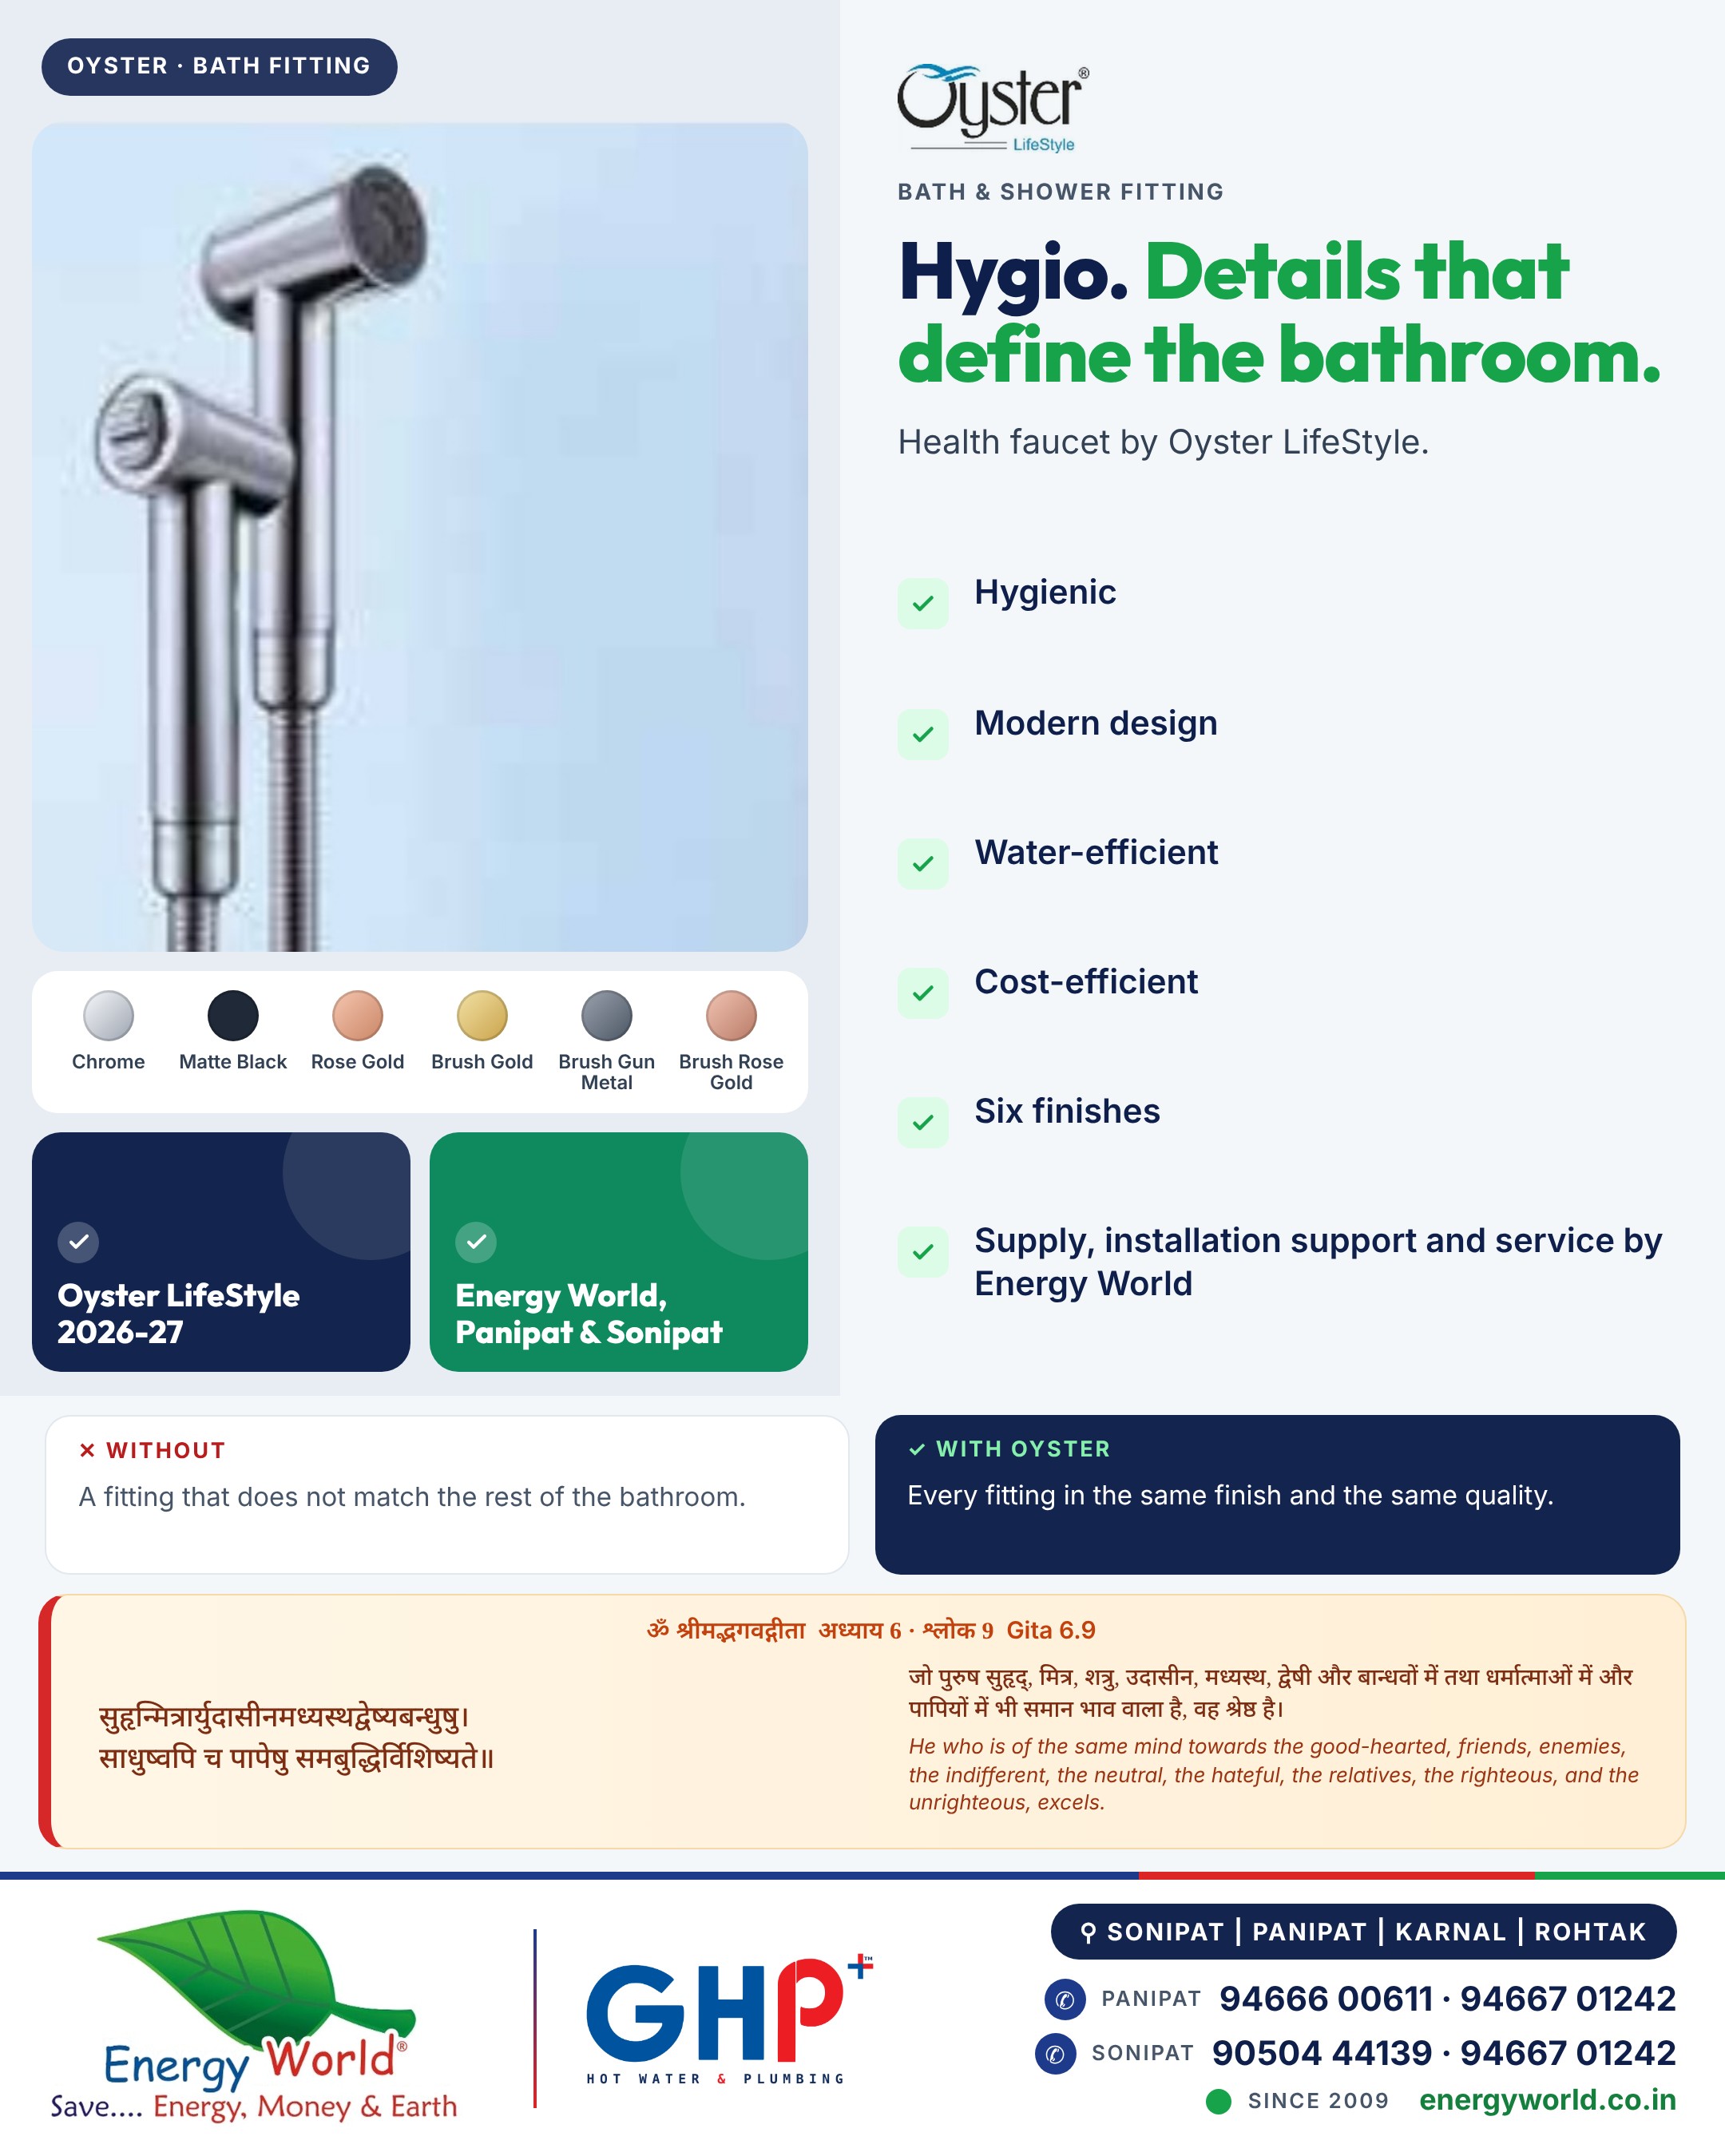 OYSTER · BATH FITTING
Oyster®
LifeStyle
BATH & SHOWER FITTING
Hygio. Details that
define the bathroom.
Health faucet by Oyster LifeStyle.
Hygienic
Modern design
Water-efficient
Cost-efficient
Six finishes
Supply, installation support and service by
Energy World
Chrome
Matte Black
Rose Gold
Brush Gold
Brush Gun
Metal
Brush Rose
Gold
Oyster LifeStyle
2026-27
Energy World,
Panipat & Sonipat
✕ WITHOUT
A fitting that does not match the rest of the bathroom.
✓ WITH OYSTER
Every fitting in the same finish and the same quality.
ॐ श्रीमद्भगवद्गीता अध्याय 6 · श्लोक 9 Gita 6.9
सुहृन्मित्रार्युदासीनमध्यस्थद्वेष्यबन्धुषु।
साधुष्वपि च पापेषु समबुद्धिर्विशिष्यते॥
जो पुरुष सुहृद्, मित्र, शत्रु, उदासीन, मध्यस्थ, द्वेषी और बान्धवों में तथा धर्मात्माओं में और
पापियों में भी समान भाव वाला है, वह श्रेष्ठ है।
He who is of the same mind towards the good-hearted, friends, enemies,
the indifferent, the neutral, the hateful, the relatives, the righteous, and the
unrighteous, excels.
Energy World®
Save.... Energy, Money & Earth
GHP+™
HOT WATER & PLUMBING
SONIPAT | PANIPAT | KARNAL | ROHTAK
PANIPAT 94666 00611 · 94667 01242
SONIPAT 90504 44139 · 94667 01242
SINCE 2009 energyworld.co.in